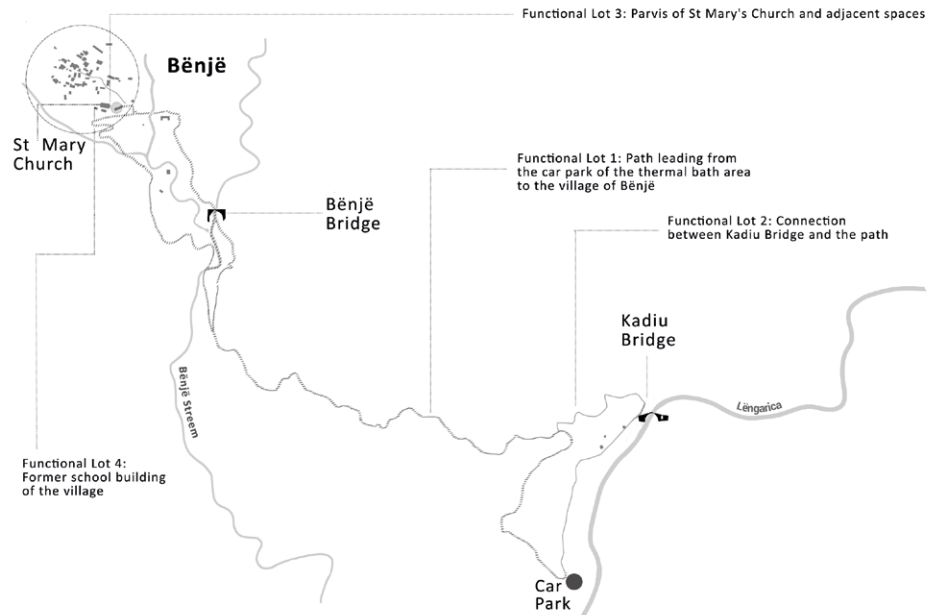 Functional Lot 3: Parvis of St Mary's Church and adjacent spaces
Bënjë
St Mary
Church
Functional Lot 1: Path leading from
the car park of the thermal bath area
to the village of Bënjë
Bënjë
Bridge
Functional Lot 2: Connection
between Kadiu Bridge and the path
Kadiu
Bridge
Bënjë Streem
Lëngarica
Functional Lot 4:
Former school building
of the village
Car
Park